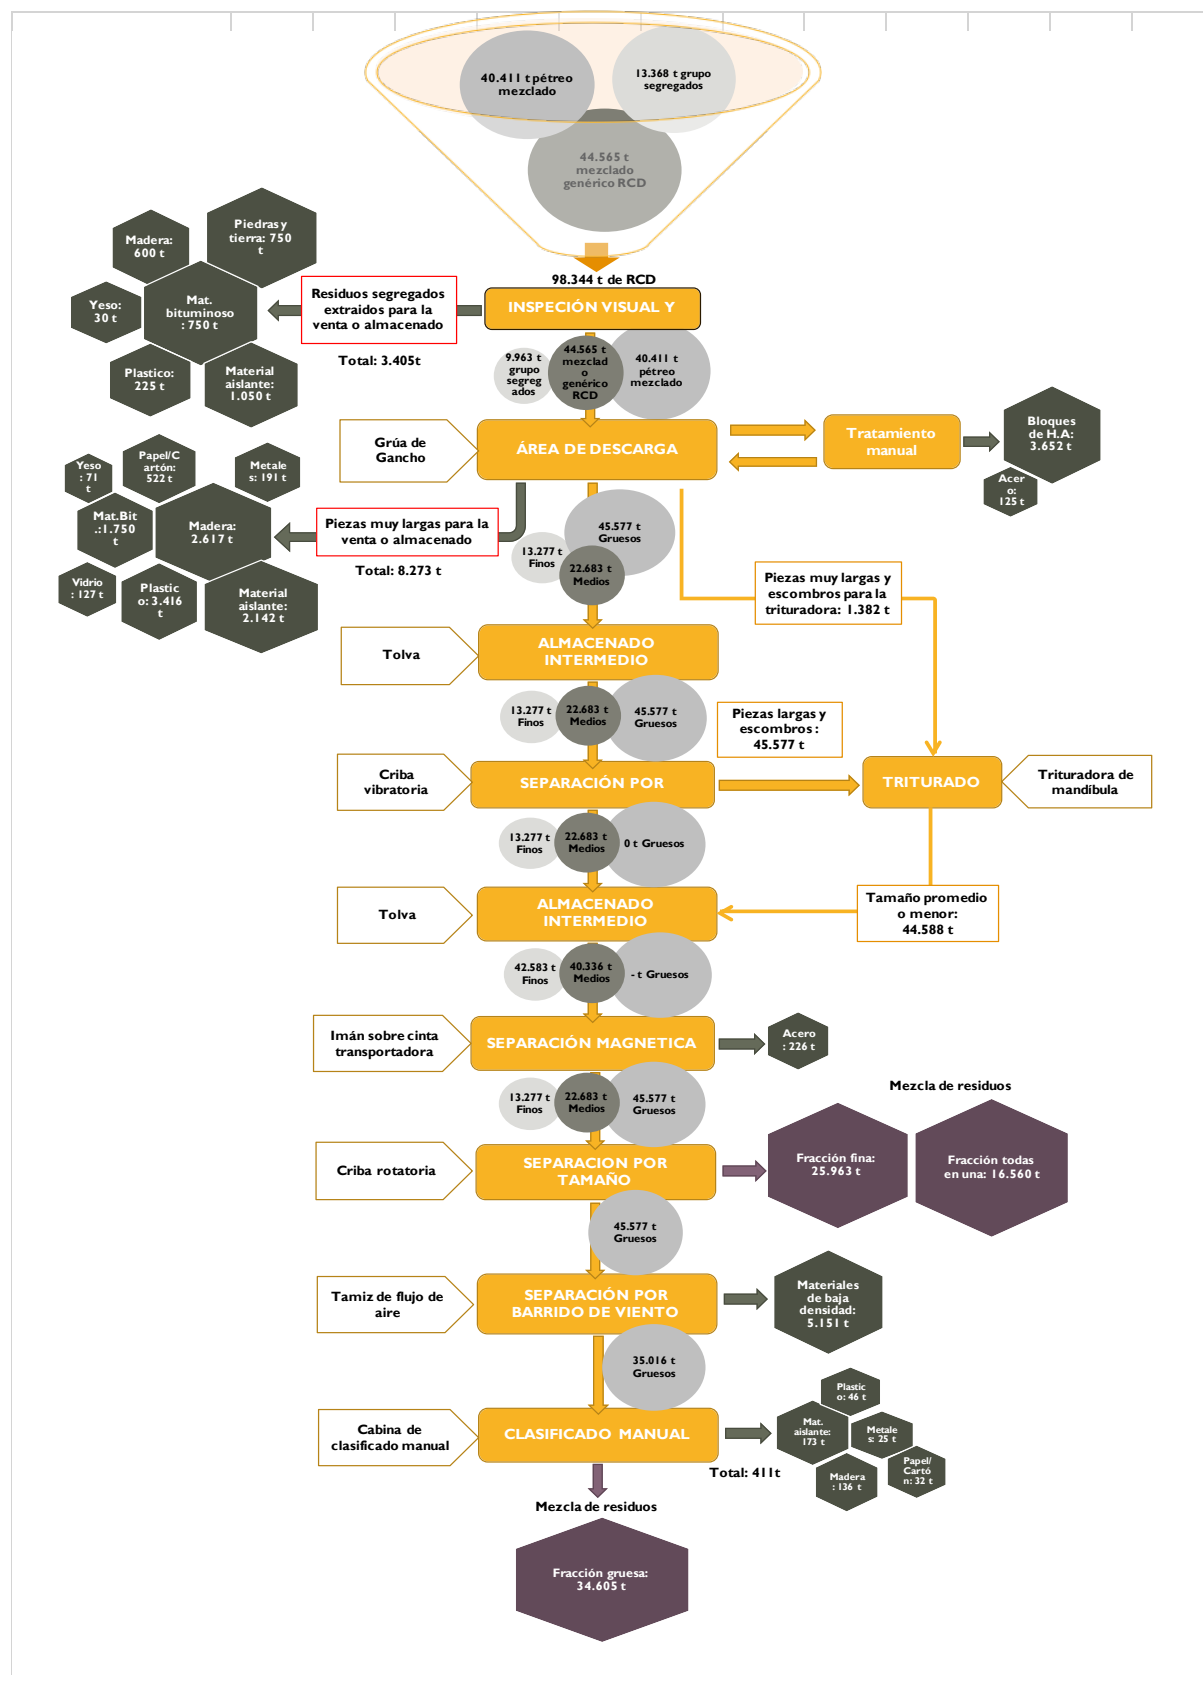 40.411 t pétreo
mezclado
13.368 t grupo
segregados
44.565 t
mezclado
genérico RCD
98.344 t de RCD
INSPECIÓN VISUAL Y
Residuos segregados
extraidos para la
venta o almacenado
Total: 3.405t
Madera:
600 t
Piedras y
tierra: 750
t
Yeso:
30 t
Mat.
bituminoso
: 750 t
Plastico:
225 t
Material
aislante:
1.050 t
9.963 t
grupo
segreg
ados
44.565 t
mezclad
o
genérico
RCD
40.411 t
pétreo
mezclado
Grúa de
Gancho
ÁREA DE DESCARGA
Tratamiento
manual
Bloques
de H.A:
3.652 t
Acer
o:
125 t
Piezas muy largas para la
venta o almacenado
Total: 8.273 t
Yeso
: 71
t
Papel/C
artón:
522 t
Metale
s: 191 t
Mat.Bit
.:1.750
t
Madera:
2.617 t
Vidrio
: 127 t
Plastic
o: 3.416
t
Material
aislante:
2.142 t
45.577 t
Gruesos
13.277 t
Finos
22.683 t
Medios
Piezas muy largas y
escombros para la
trituradora: 1.382 t
Tolva
ALMACENADO
INTERMEDIO
13.277 t
Finos
22.683 t
Medios
45.577 t
Gruesos
Piezas largas y
escombros :
45.577 t
Criba
vibratoria
SEPARACIÓN POR
TRITURADO
Trituradora de
mandíbula
13.277 t
Finos
22.683 t
Medios
0 t Gruesos
Tolva
ALMACENADO
INTERMEDIO
Tamaño promedio
o menor:
44.588 t
42.583 t
Finos
40.336 t
Medios
- t Gruesos
Imán sobre cinta
transportadora
SEPARACIÓN MAGNETICA
Acero
: 226 t
13.277 t
Finos
22.683 t
Medios
45.577 t
Gruesos
Mezcla de residuos
Criba rotatoria
SEPARACION POR
TAMAÑO
Fracción fina:
25.963 t
Fracción todas
en una: 16.560 t
45.577 t
Gruesos
Tamiz de flujo de
aire
SEPARACIÓN POR
BARRIDO DE VIENTO
Materiales
de baja
densidad:
5.151 t
35.016 t
Gruesos
Cabina de
clasificado manual
CLASIFICADO MANUAL
Total: 411t
Plastic
o: 46 t
Mat.
aislante:
173 t
Metale
s: 25 t
Madera
: 136 t
Papel/
Cartó
n: 32 t
Mezcla de residuos
Fracción gruesa:
34.605 t